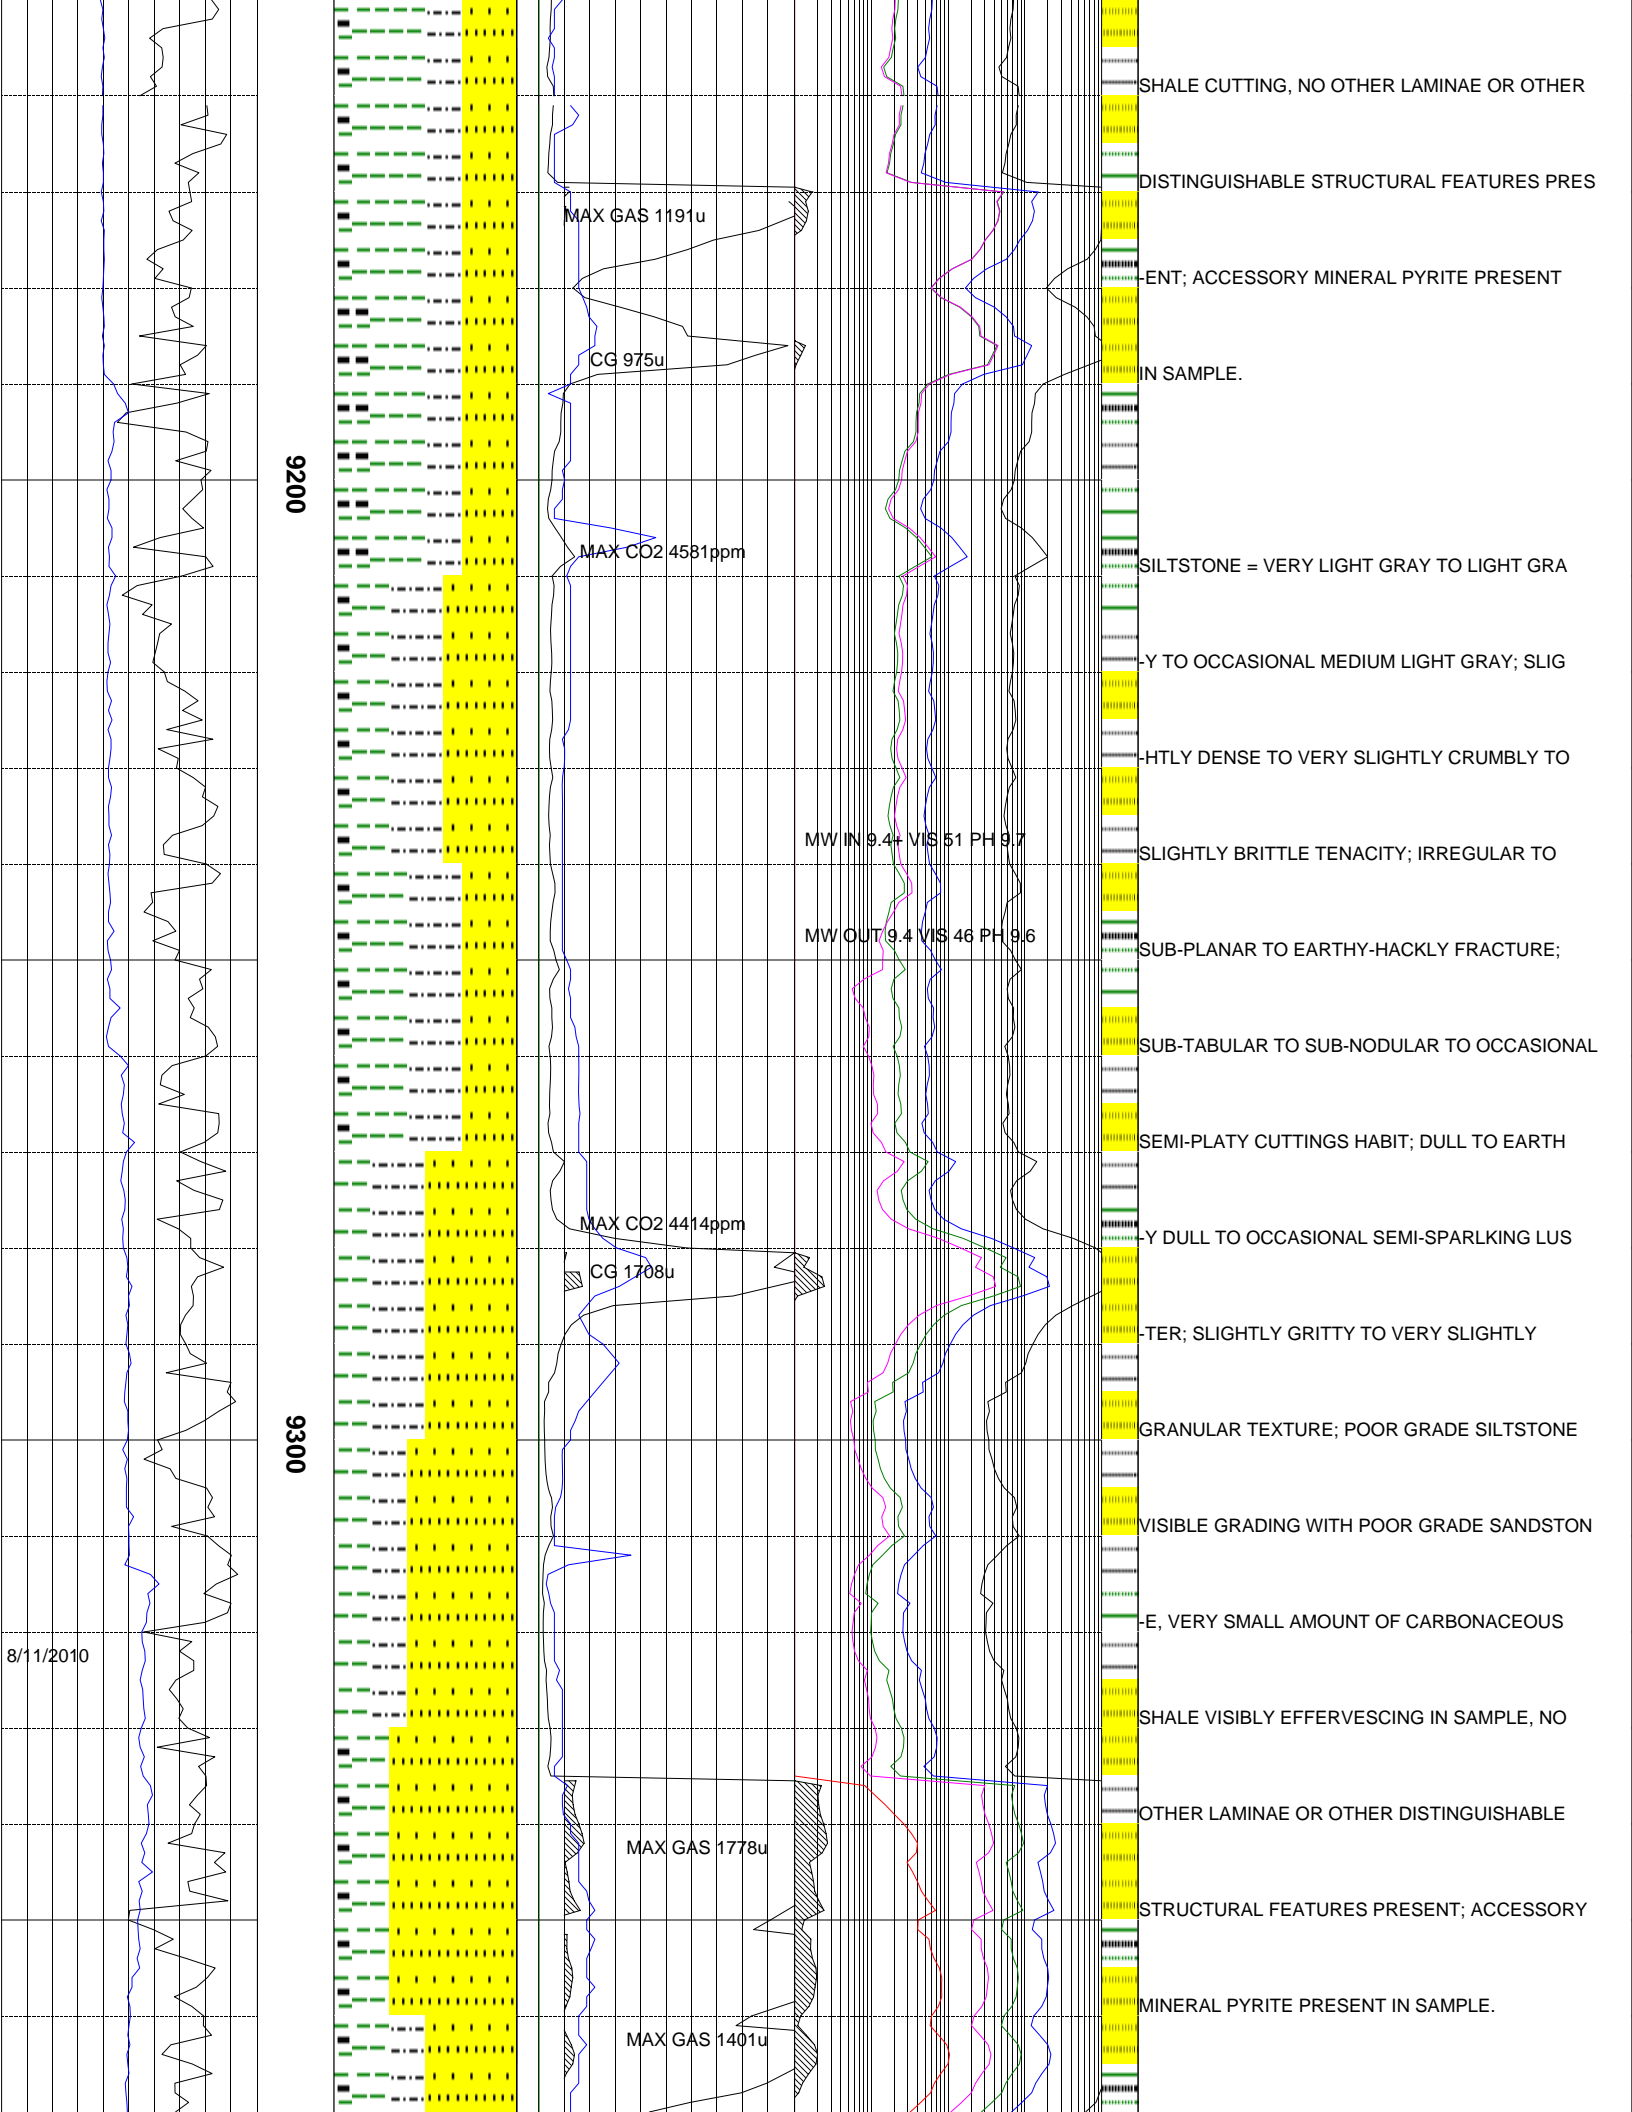 SHALE CUTTING, NO OTHER LAMINAE OR OTHER
DISTINGUISHABLE STRUCTURAL FEATURES PRES
MAX GAS 1191u
-ENT; ACCESSORY MINERAL PYRITE PRESENT
CG 975u
IN SAMPLE.
9200
MAX CO2 4581ppm
SILTSTONE = VERY LIGHT GRAY TO LIGHT GRA
-Y TO OCCASIONAL MEDIUM LIGHT GRAY; SLIG
-HTLY DENSE TO VERY SLIGHTLY CRUMBLY TO
MW IN 9.4+ VIS 51 PH 9.7
SLIGHTLY BRITTLE TENACITY; IRREGULAR TO
MW OUT 9.4 VIS 46 PH 9.6
SUB-PLANAR TO EARTHY-HACKLY FRACTURE;
SUB-TABULAR TO SUB-NODULAR TO OCCASIONAL
SEMI-PLATY CUTTINGS HABIT; DULL TO EARTH
MAX CO2 4414ppm
-Y DULL TO OCCASIONAL SEMI-SPARLKING LUS
CG 1708u
-TER; SLIGHTLY GRITTY TO VERY SLIGHTLY
9300
GRANULAR TEXTURE; POOR GRADE SILTSTONE
VISIBLE GRADING WITH POOR GRADE SANDSTON
-E, VERY SMALL AMOUNT OF CARBONACEOUS
8/11/2010
SHALE VISIBLY EFFERVESCING IN SAMPLE, NO
OTHER LAMINAE OR OTHER DISTINGUISHABLE
MAX GAS 1778u
STRUCTURAL FEATURES PRESENT; ACCESSORY
MINERAL PYRITE PRESENT IN SAMPLE.
MAX GAS 1401u